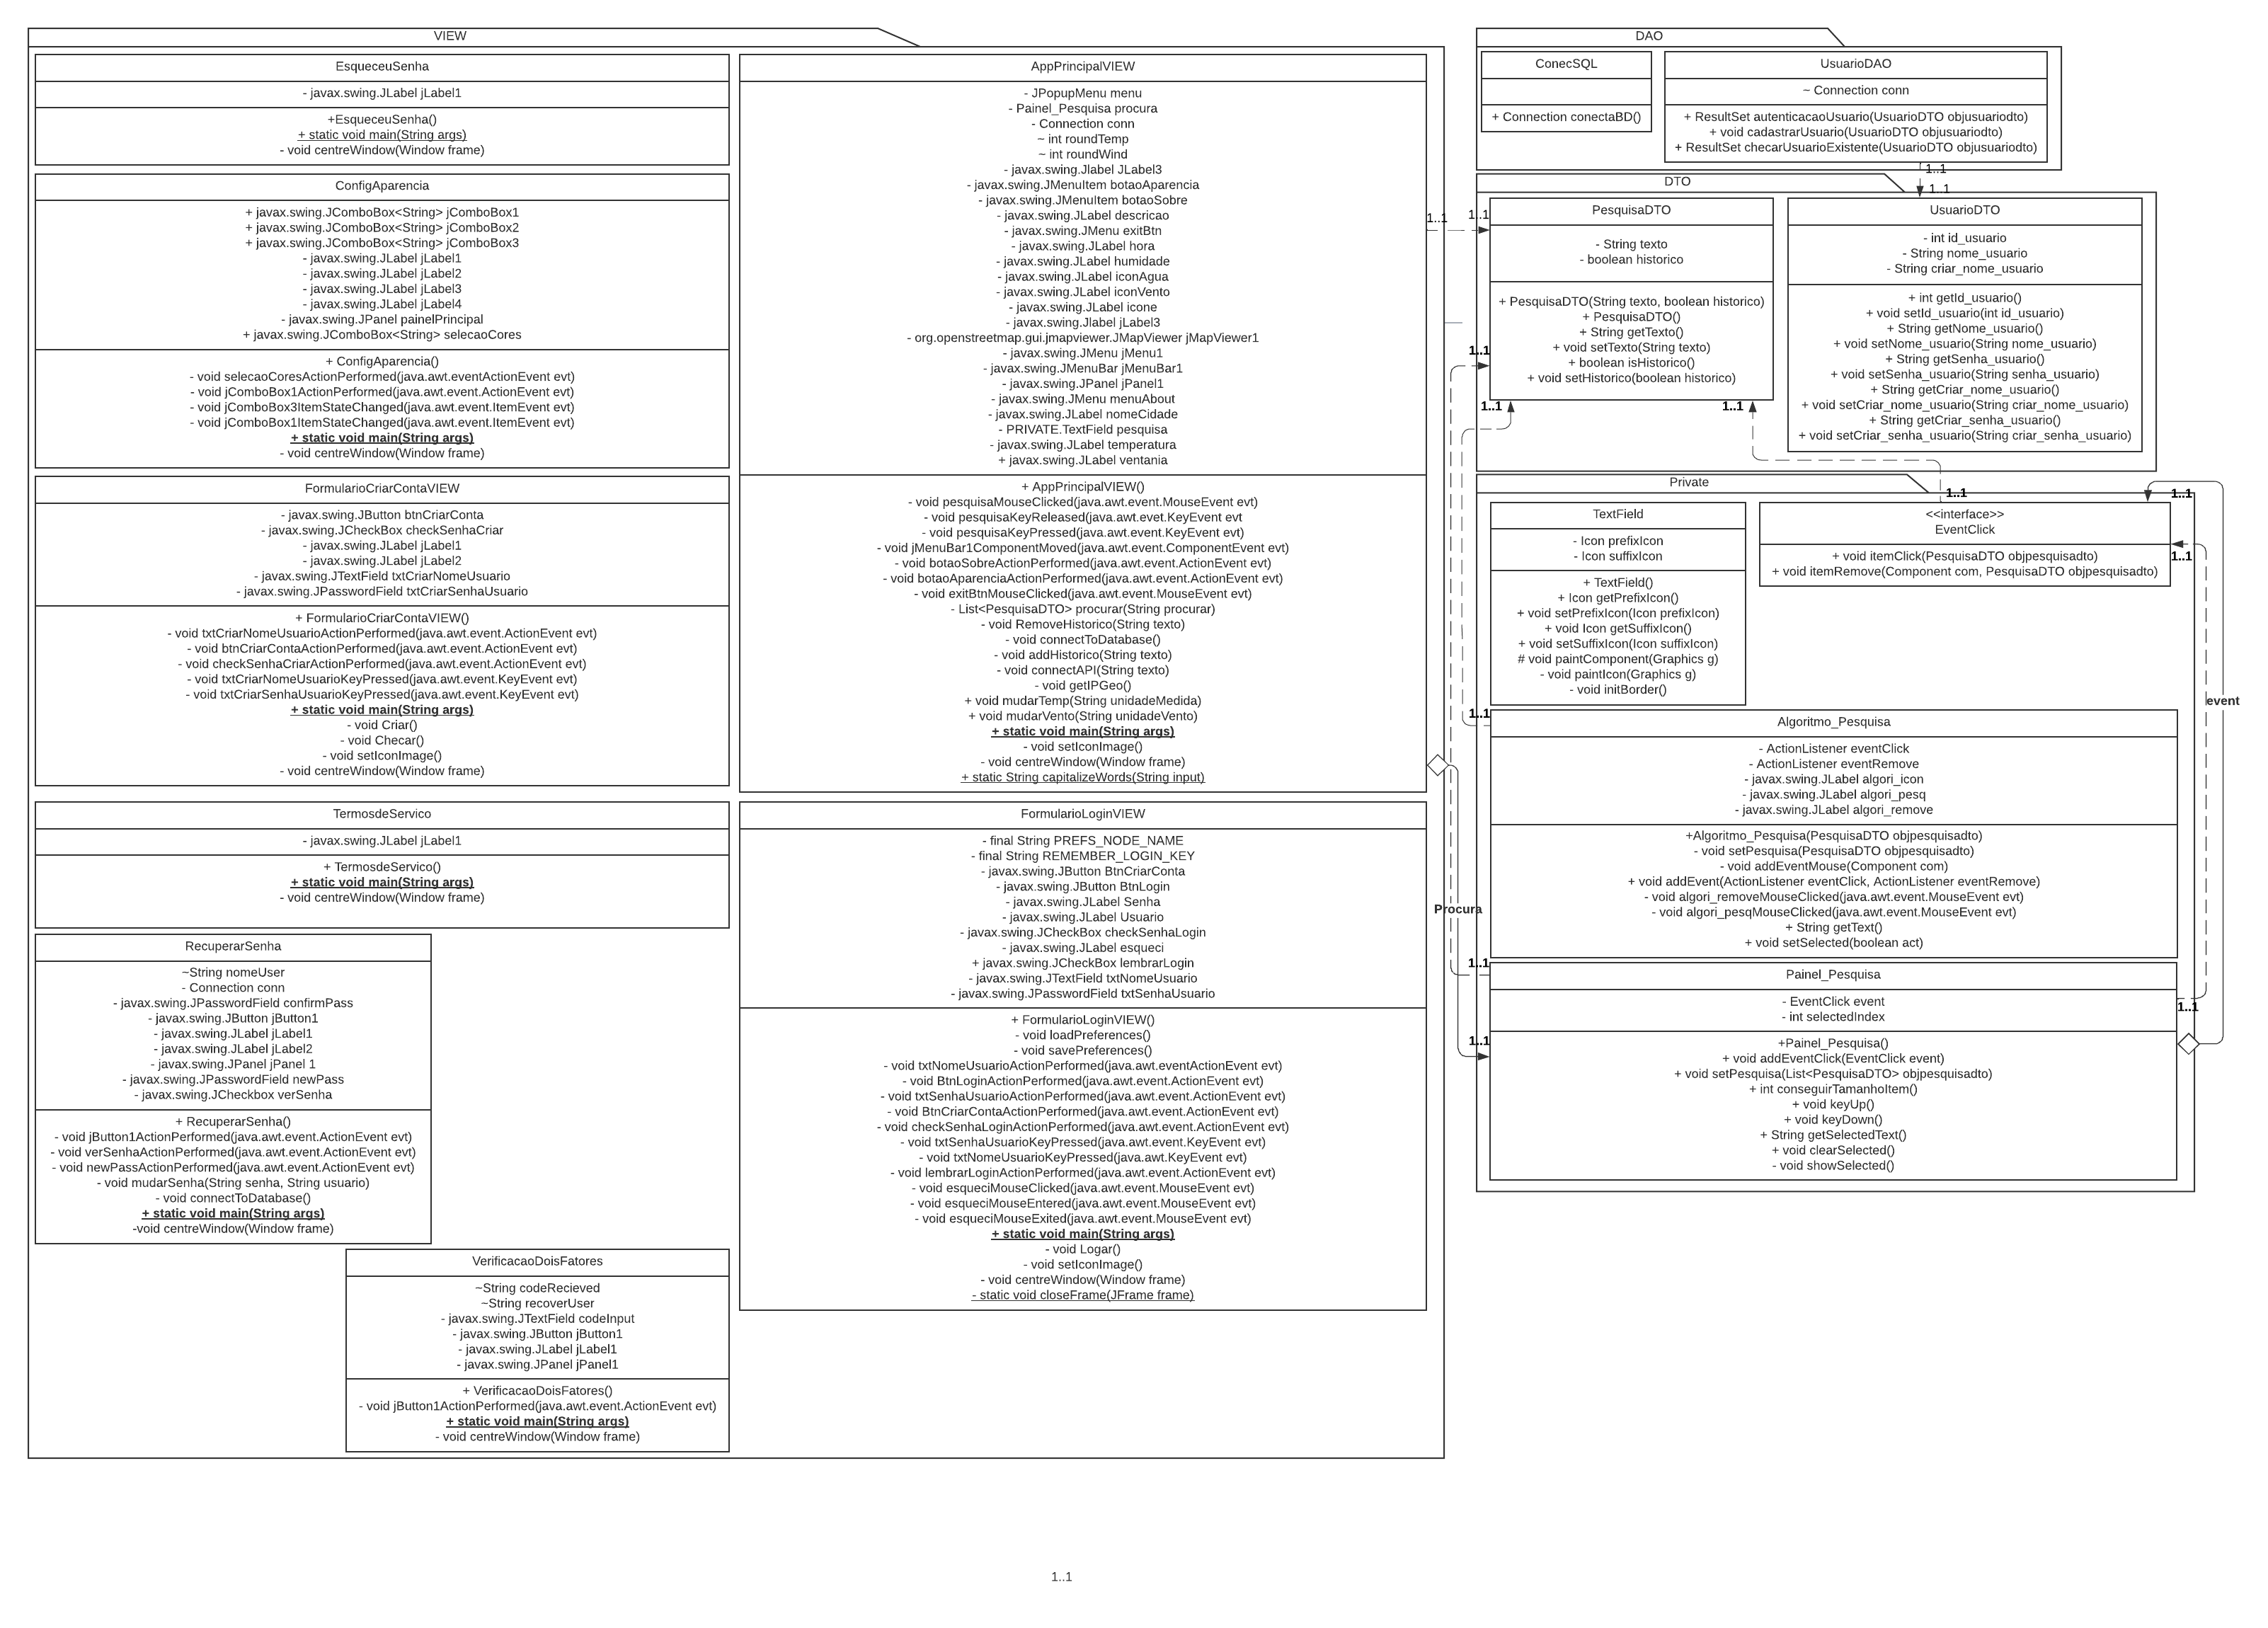 VIEW
EsqueceuSenha
- javax.swing.JLabel jLabel1
+EsqueceuSenha()
+ static void main(String args)
- void centreWindow(Window frame)
ConfigAparencia
+ javax.swing.JComboBox<String> jComboBox1
+ javax.swing.JComboBox<String> jComboBox2
+ javax.swing.JComboBox<String> jComboBox3
- javax.swing.JLabel jLabel1
- javax.swing.JLabel jLabel2
- javax.swing.JLabel jLabel3
- javax.swing.JLabel jLabel4
- javax.swing.JPanel painelPrincipal
+ javax.swing.JComboBox<String> selecaoCores
+ ConfigAparencia()
- void selecaoCoresActionPerformed(java.awt.eventActionEvent evt)
- void jComboBox1ActionPerformed(java.awt.event.ActionEvent evt)
- void jComboBox3ItemStateChanged(java.awt.event.ItemEvent evt)
- void jComboBox1ItemStateChanged(java.awt.event.ItemEvent evt)
+ static void main(String args)
- void centreWindow(Window frame)
FormularioCriarContaVIEW
- javax.swing.JButton btnCriarConta
- javax.swing.JCheckBox checkSenhaCriar
- javax.swing.JLabel jLabel1
- javax.swing.JLabel jLabel2
- javax.swing.JTextField txtCriarNomeUsuario
- javax.swing.JPasswordField txtCriarSenhaUsuario
+ FormularioCriarContaVIEW()
- void txtCriarNomeUsuarioActionPerformed(java.awt.event.ActionEvent evt)
- void btnCriarContaActionPerformed(java.awt.event.ActionEvent evt)
- void checkSenhaCriarActionPerformed(java.awt.event.ActionEvent evt)
- void txtCriarNomeUsuarioKeyPressed(java.awt.event.KeyEvent evt)
- void txtCriarSenhaUsuarioKeyPressed(java.awt.event.KeyEvent evt)
+ static void main(String args)
- void Criar()
- void Checar()
- void setIconImage()
- void centreWindow(Window frame)
TermosdeServico
- javax.swing.JLabel jLabel1
+ TermosdeServico()
+ static void main(String args)
- void centreWindow(Window frame)
RecuperarSenha
~String nomeUser
- Connection conn
- javax.swing.JPasswordField confirmPass
- javax.swing.JButton jButton1
- javax.swing.JLabel jLabel1
- javax.swing.JLabel jLabel2
- javax.swing.JPanel jPanel 1
- javax.swing.JPasswordField newPass
- javax.swing.JCheckbox verSenha
+ RecuperarSenha()
- void jButton1ActionPerformed(java.awt.event.ActionEvent evt)
- void verSenhaActionPerformed(java.awt.event.ActionEvent evt)
- void newPassActionPerformed(java.awt.event.ActionEvent evt)
- void mudarSenha(String senha, String usuario)
- void connectToDatabase()
+ static void main(String args)
-void centreWindow(Window frame)
VerificacaoDoisFatores
~String codeRecieved
~String recoverUser
- javax.swing.JTextField codeInput
- javax.swing.JButton jButton1
- javax.swing.JLabel jLabel1
- javax.swing.JPanel jPanel1
+ VerificacaoDoisFatores()
- void jButton1ActionPerformed(java.awt.event.ActionEvent evt)
+ static void main(String args)
- void centreWindow(Window frame)
AppPrincipalVIEW
- JPopupMenu menu
- Painel_Pesquisa procura
- Connection conn
~ int roundTemp
~ int roundWind
- javax.swing.Jlabel jLabel3
- javax.swing.JMenuItem botaoAparencia
- javax.swing.JMenuItem botaoSobre
- javax.swing.JLabel descricao
- javax.swing.JMenu exitBtn
- javax.swing.JLabel hora
- javax.swing.JLabel humidade
- javax.swing.JLabel iconAgua
- javax.swing.JLabel iconVento
- javax.swing.JLabel icone
- javax.swing.Jlabel jLabel3
- org.openstreetmap.gui.jmapviewer.JMapViewer jMapViewer1
- javax.swing.JMenu jMenu1
- javax.swing.JMenuBar jMenuBar1
- javax.swing.JPanel jPanel1
- javax.swing.JMenu menuAbout
- javax.swing.JLabel nomeCidade
- PRIVATE.TextField pesquisa
- javax.swing.JLabel temperatura
+ javax.swing.JLabel ventania
+ AppPrincipalVIEW()
- void pesquisaMouseClicked(java.awt.event.MouseEvent evt)
- void pesquisaKeyReleased(java.awt.evet.KeyEvent evt
- void pesquisaKeyPressed(java.awt.event.KeyEvent evt)
- void jMenuBar1ComponentMoved(java.awt.event.ComponentEvent evt)
- void botaoSobreActionPerformed(java.awt.event.ActionEvent evt)
- void botaoAparenciaActionPerformed(java.awt.event.ActionEvent evt)
- void exitBtnMouseClicked(java.awt.event.MouseEvent evt)
- List<PesquisaDTO> procurar(String procurar)
- void RemoveHistorico(String texto)
- void connectToDatabase()
- void addHistorico(String texto)
- void connectAPI(String texto)
- void getIPGeo()
+ void mudarTemp(String unidadeMedida)
+ void mudarVento(String unidadeVento)
+ static void main(String args)
- void setIconImage()
- void centreWindow(Window frame)
+ static String capitalizeWords(String input)
FormularioLoginVIEW
- final String PREFS_NODE_NAME
- final String REMEMBER_LOGIN_KEY
- javax.swing.JButton BtnCriarConta
- javax.swing.JButton BtnLogin
- javax.swing.JLabel Senha
- javax.swing.JLabel Usuario
- javax.swing.JCheckBox checkSenhaLogin
- javax.swing.JLabel esqueci
+ javax.swing.JCheckBox lembrarLogin
- javax.swing.JTextField txtNomeUsuario
- javax.swing.JPasswordField txtSenhaUsuario
+ FormularioLoginVIEW()
- void loadPreferences()
- void savePreferences()
- void txtNomeUsuarioActionPerformed(java.awt.eventActionEvent evt)
- void BtnLoginActionPerformed(java.awt.event.ActionEvent evt)
- void txtSenhaUsuarioActionPerformed(java.awt.event.ActionEvent evt)
- void BtnCriarContaActionPerformed(java.awt.event.ActionEvent evt)
- void checkSenhaLoginActionPerformed(java.awt.event.ActionEvent evt)
- void txtSenhaUsuarioKeyPressed(java.awt.event.KeyEvent evt)
- void txtNomeUsuarioKeyPressed(java.awt.KeyEvent evt)
- void lembrarLoginActionPerformed(java.awt.event.ActionEvent evt)
- void esqueciMouseClicked(java.awt.event.MouseEvent evt)
- void esqueciMouseEntered(java.awt.event.MouseEvent evt)
- void esqueciMouseExited(java.awt.event.MouseEvent evt)
+ static void main(String args)
- void Logar()
- void setIconImage()
- void centreWindow(Window frame)
- static void closeFrame(JFrame frame)
DAO
ConecSQL
+ Connection conectaBD()
UsuarioDAO
~ Connection conn
+ ResultSet autenticacaoUsuario(UsuarioDTO objusuariodto)
+ void cadastrarUsuario(UsuarioDTO objusuariodto)
+ ResultSet checarUsuarioExistente(UsuarioDTO objusuariodto)
1..1
1..1
DTO
1..1
1..1
PesquisaDTO
- String texto
- boolean historico
+ PesquisaDTO(String texto, boolean historico)
+ PesquisaDTO()
+ String getTexto()
+ void setTexto(String texto)
+ boolean isHistorico()
+ void setHistorico(boolean historico)
1..1
1..1
1..1
UsuarioDTO
- int id_usuario
- String nome_usuario
- String criar_nome_usuario
+ int getId_usuario()
+ void setId_usuario(int id_usuario)
+ String getNome_usuario()
+ void setNome_usuario(String nome_usuario)
+ String getSenha_usuario()
+ void setSenha_usuario(String senha_usuario)
+ String getCriar_nome_usuario()
+ void setCriar_nome_usuario(String criar_nome_usuario)
+ String getCriar_senha_usuario()
+ void setCriar_senha_usuario(String criar_senha_usuario)
Private
1..1
1..1
TextField
- Icon prefixIcon
- Icon suffixIcon
+ TextField()
+ Icon getPrefixIcon()
+ void setPrefixIcon(Icon prefixIcon)
+ void Icon getSuffixIcon()
+ void setSuffixIcon(Icon suffixIcon)
# void paintComponent(Graphics g)
- void paintIcon(Graphics g)
- void initBorder()
<<interface>>
EventClick
+ void itemClick(PesquisaDTO objpesquisadto)
+ void itemRemove(Component com, PesquisaDTO objpesquisadto)
1..1
event
1..1
Algoritmo_Pesquisa
- ActionListener eventClick
- ActionListener eventRemove
- javax.swing.JLabel algori_icon
- javax.swing.JLabel algori_pesq
- javax.swing.JLabel algori_remove
+Algoritmo_Pesquisa(PesquisaDTO objpesquisadto)
- void setPesquisa(PesquisaDTO objpesquisadto)
- void addEventMouse(Component com)
+ void addEvent(ActionListener eventClick, ActionListener eventRemove)
- void algori_removeMouseClicked(java.awt.event.MouseEvent evt)
- void algori_pesqMouseClicked(java.awt.event.MouseEvent evt)
+ String getText()
+ void setSelected(boolean act)
Procura
1..1
Painel_Pesquisa
- EventClick event
- int selectedIndex
1..1
1..1
+Painel_Pesquisa()
+ void addEventClick(EventClick event)
+ void setPesquisa(List<PesquisaDTO> objpesquisadto)
+ int conseguirTamanhoItem()
+ void keyUp()
+ void keyDown()
+ String getSelectedText()
+ void clearSelected()
- void showSelected()
1..1